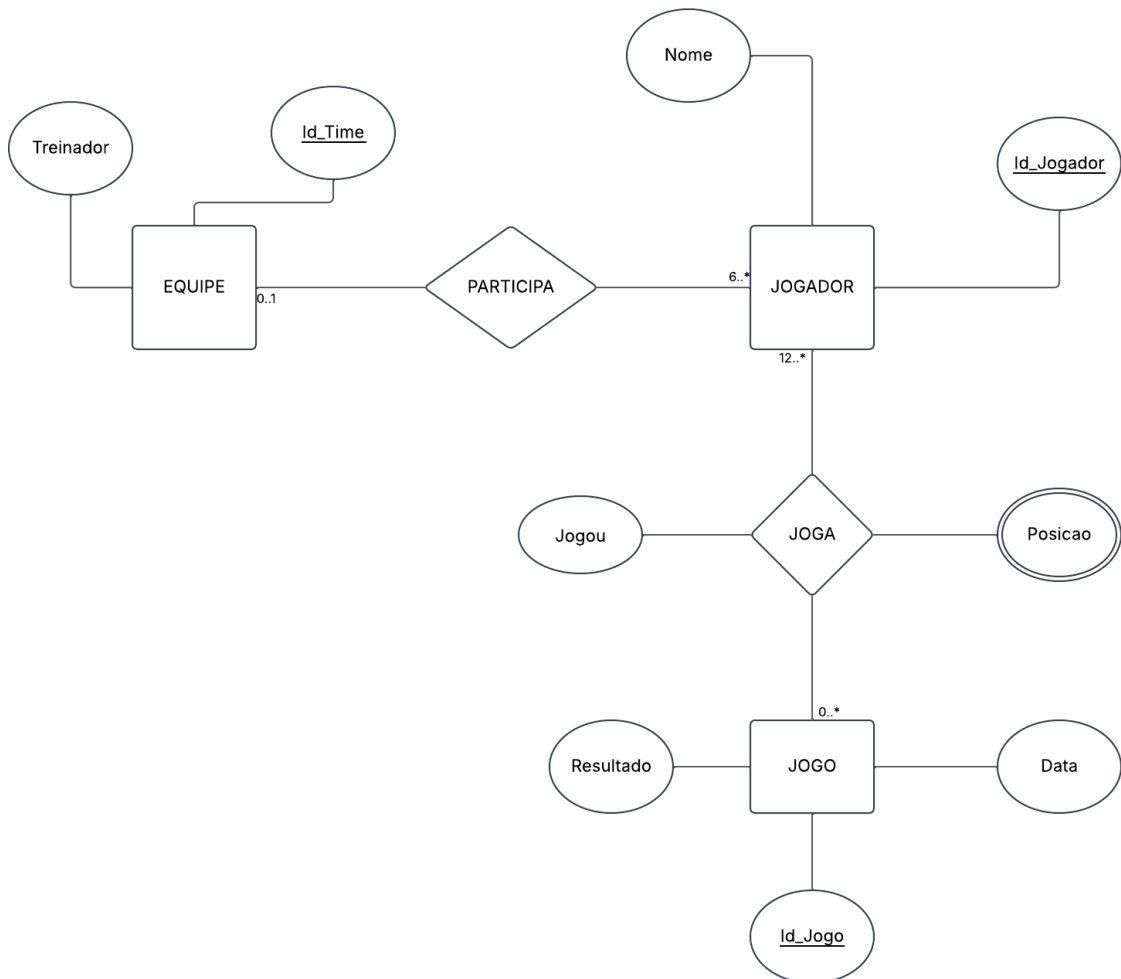 Nome
Id_Time
Treinador
Id_Jogador
EQUIPE
0..1
PARTICIPA
6..*
JOGADOR
12..*
Jogou
JOGA
Posicao
0..*
Resultado
JOGO
Data
Id_Jogo